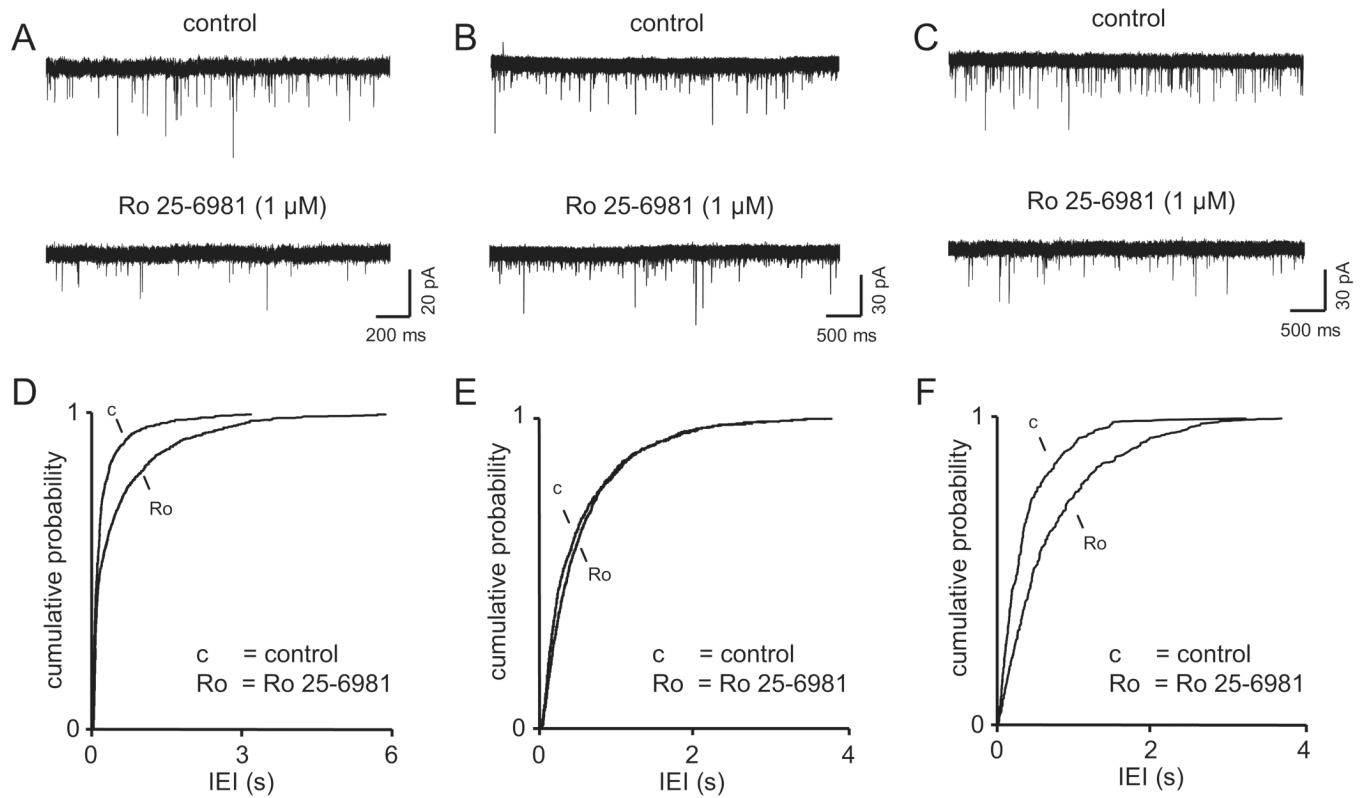 A
control
B
control
C
control
Ro 25-6981 (1 µM)
Ro 25-6981 (1 µM)
Ro 25-6981 (1 µM)
20 pA
200 ms
30 pA
500 ms
30 pA
500 ms
D
1
c
Ro
cumulative probability
c = control
Ro = Ro 25-6981
0
0
3
6
IEI (s)
E
1
c
Ro
cumulative probability
c = control
Ro = Ro 25-6981
0
0
2
4
IEI (s)
F
1
c
Ro
cumulative probability
c = control
Ro = Ro 25-6981
0
0
2
4
IEI (s)